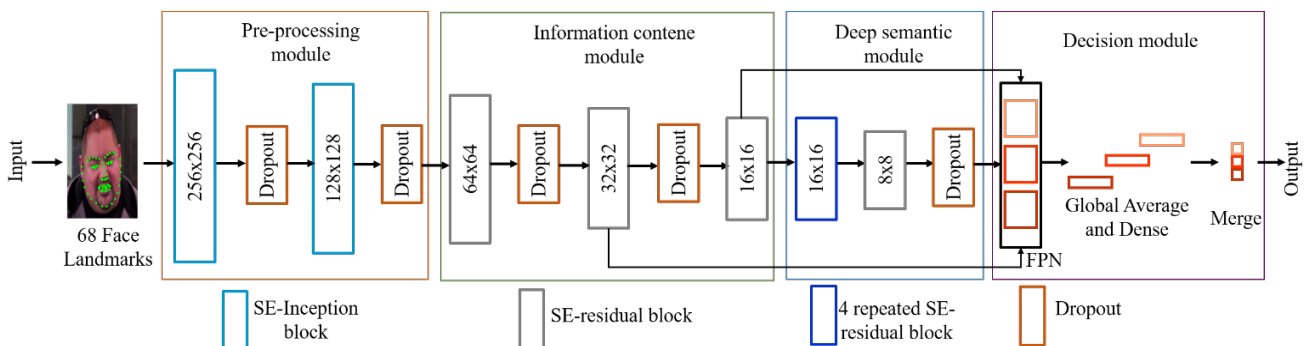 Pre-processing
module
Information contene
module
Deep semantic
module
Decision module
Input
68 Face
Landmarks
256x256
Dropout
128x128
Dropout
64x64
Dropout
32x32
Dropout
16x16
16x16
8x8
Dropout
FPN
Global Average
and Dense
Merge
Output
SE-Inception
block
SE-residual block
4 repeated SE-
residual block
Dropout